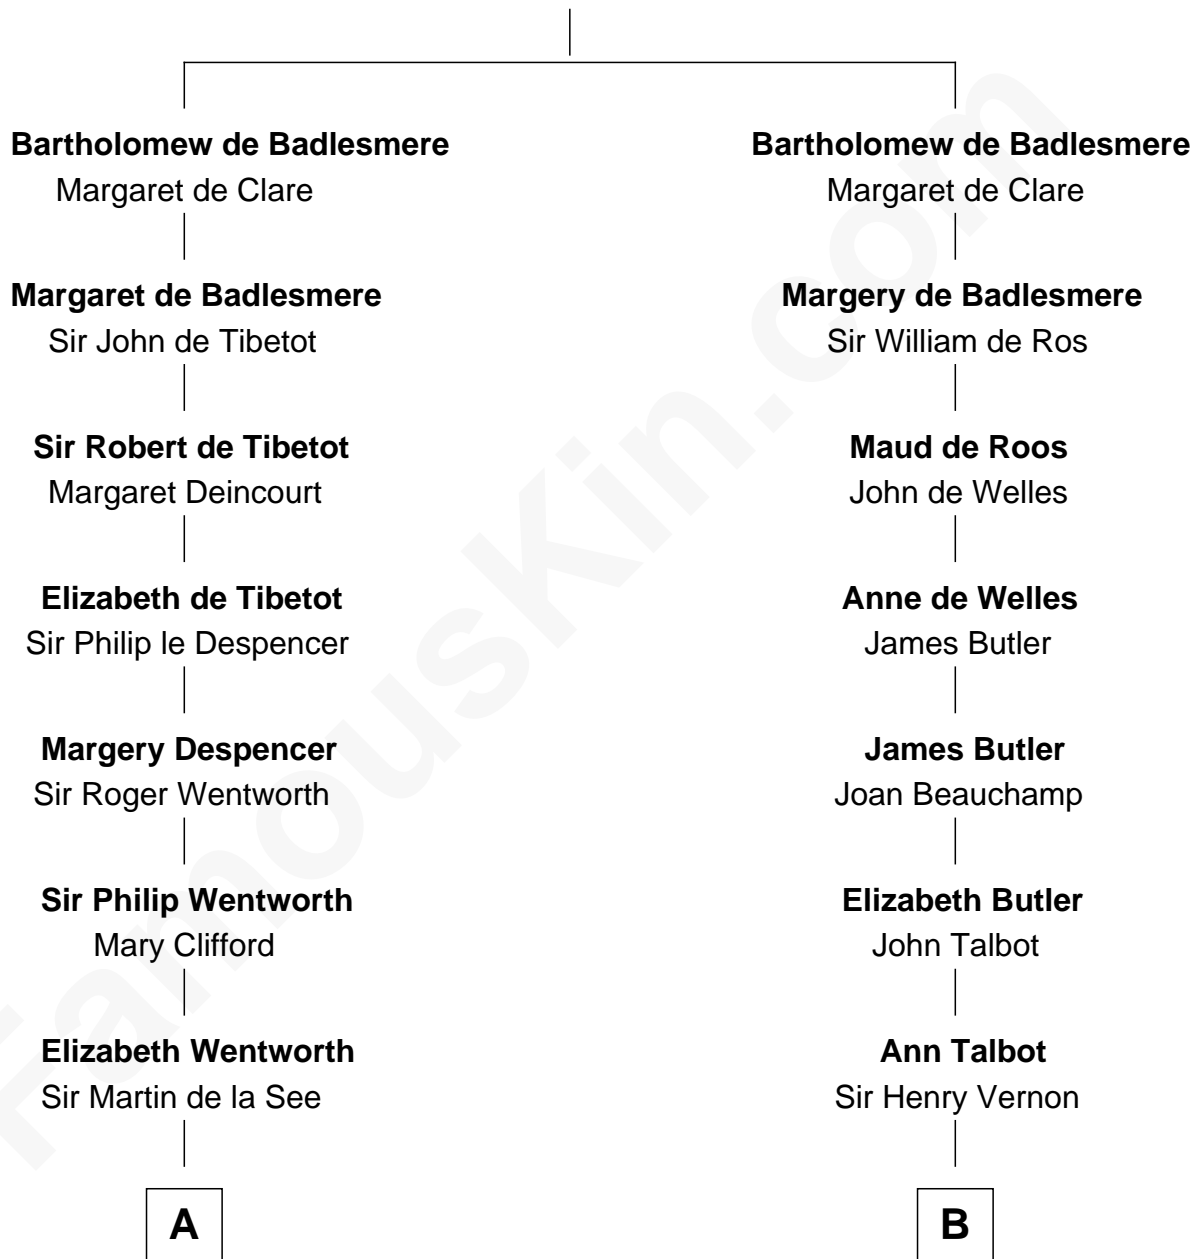 Bartholomew de Badlesmere
Margaret de Clare
Margaret de Badlesmere
Sir John de Tibetot
Sir Robert de Tibetot
Margaret Deincourt
Elizabeth de Tibetot
Sir Philip le Despencer
Margery Despencer
Sir Roger Wentworth
Sir Philip Wentworth
Mary Clifford
Elizabeth Wentworth
Sir Martin de la See
A
Bartholomew de Badlesmere
Margaret de Clare
Margery de Badlesmere
Sir William de Ros
Maud de Roos
John de Welles
Anne de Welles
James Butler
James Butler
Joan Beauchamp
Elizabeth Butler
John Talbot
Ann Talbot
Sir Henry Vernon
B
FamousKin.com